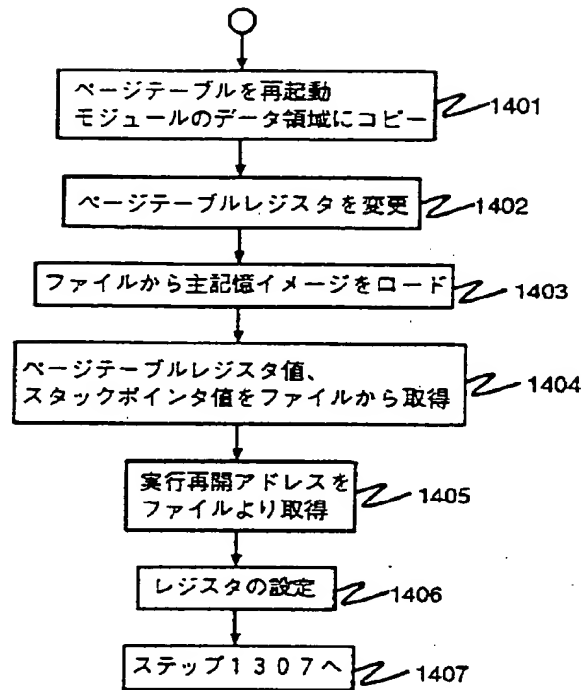 ページテーブルを再起動
モジュールのデータ領域にコピー
1401
ページテーブルレジスタを変更
1402
ファイルから主記憶イメージをロード
1403
ページテーブルレジスタ値、
スタックポインタ値をファイルから取得
1404
実行再開アドレスを
ファイルより取得
1405
レジスタの設定
1406
ステップ1307へ
1407